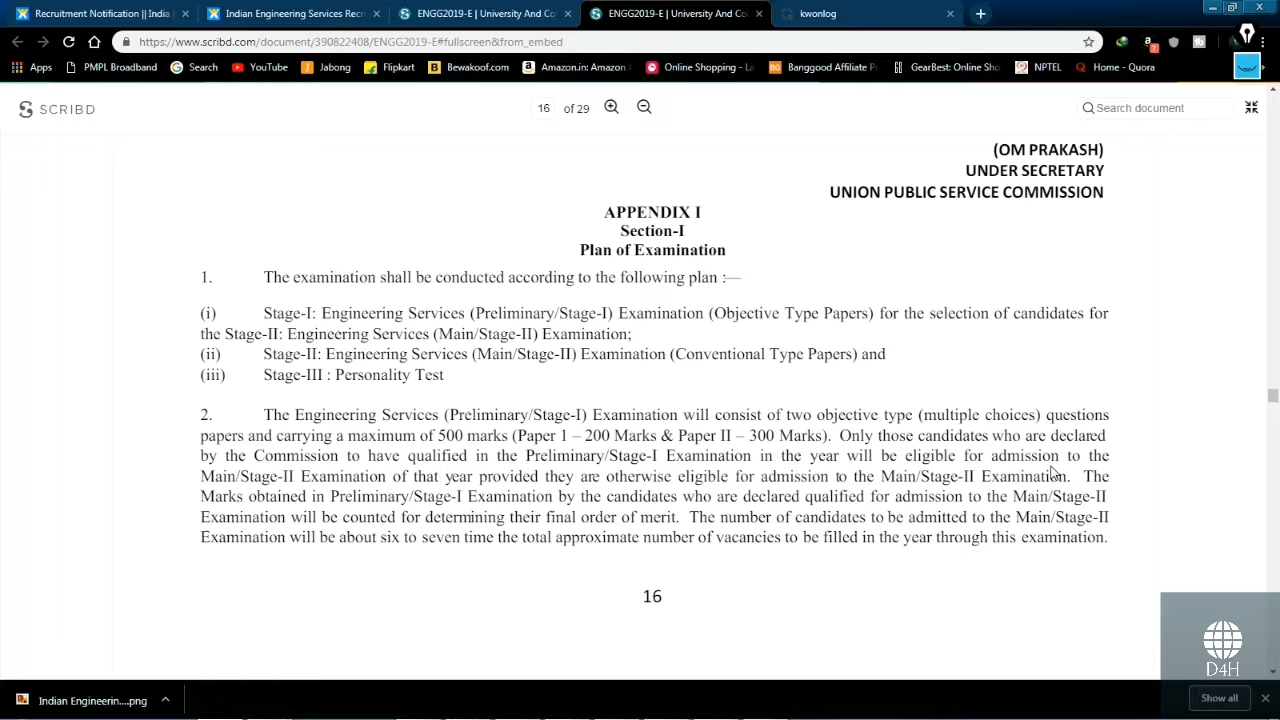 Recruitment Notification || India
Indian Engineering Services Recr
ENGG2019-E | University And Co
ENGG2019-E | University And Col
kwonlog
https://www.scribd.com/document/390822408/ENGG2019-E#fullscreen&from_embed
Apps
PMPL Broadband
Search
YouTube
Jabong
Flipkart
Bewakoof.com
Amazon.in: Amazon
Online Shopping - La
Banggood Affiliate P
GearBest: Online Sho
NPTEL
Home - Quora
SCRIBD
16 of 29
Search document
(OM PRAKASH)
UNDER SECRETARY
UNION PUBLIC SERVICE COMMISSION
APPENDIX I
Section-I
Plan of Examination
1. The examination shall be conducted according to the following plan :—
(i) Stage-I: Engineering Services (Preliminary/Stage-I) Examination (Objective Type Papers) for the selection of candidates for
the Stage-II: Engineering Services (Main/Stage-II) Examination;
(ii) Stage-II: Engineering Services (Main/Stage-II) Examination (Conventional Type Papers) and
(iii) Stage-III : Personality Test
2. The Engineering Services (Preliminary/Stage-I) Examination will consist of two objective type (multiple choices) questions
papers and carrying a maximum of 500 marks (Paper 1 – 200 Marks & Paper II – 300 Marks). Only those candidates who are declared
by the Commission to have qualified in the Preliminary/Stage-I Examination in the year will be eligible for admission to the
Main/Stage-II Examination of that year provided they are otherwise eligible for admission to the Main/Stage-II Examination. The
Marks obtained in Preliminary/Stage-I Examination by the candidates who are declared qualified for admission to the Main/Stage-II
Examination will be counted for determining their final order of merit. The number of candidates to be admitted to the Main/Stage-II
Examination will be about six to seven time the total approximate number of vacancies to be filled in the year through this examination.
16
D4H
Indian Engineerin....png
Show all